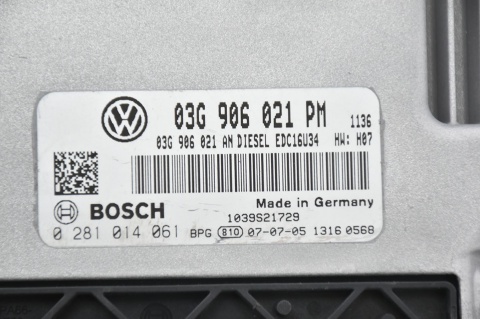 03G 906 021 PM 1136
03G 906 021 AN DIESEL EDC16U34 HW: H07
Made in Germany
BOSCH 1039S21729
0 281 014 061 BPG 810 07-07-05 1316 0568